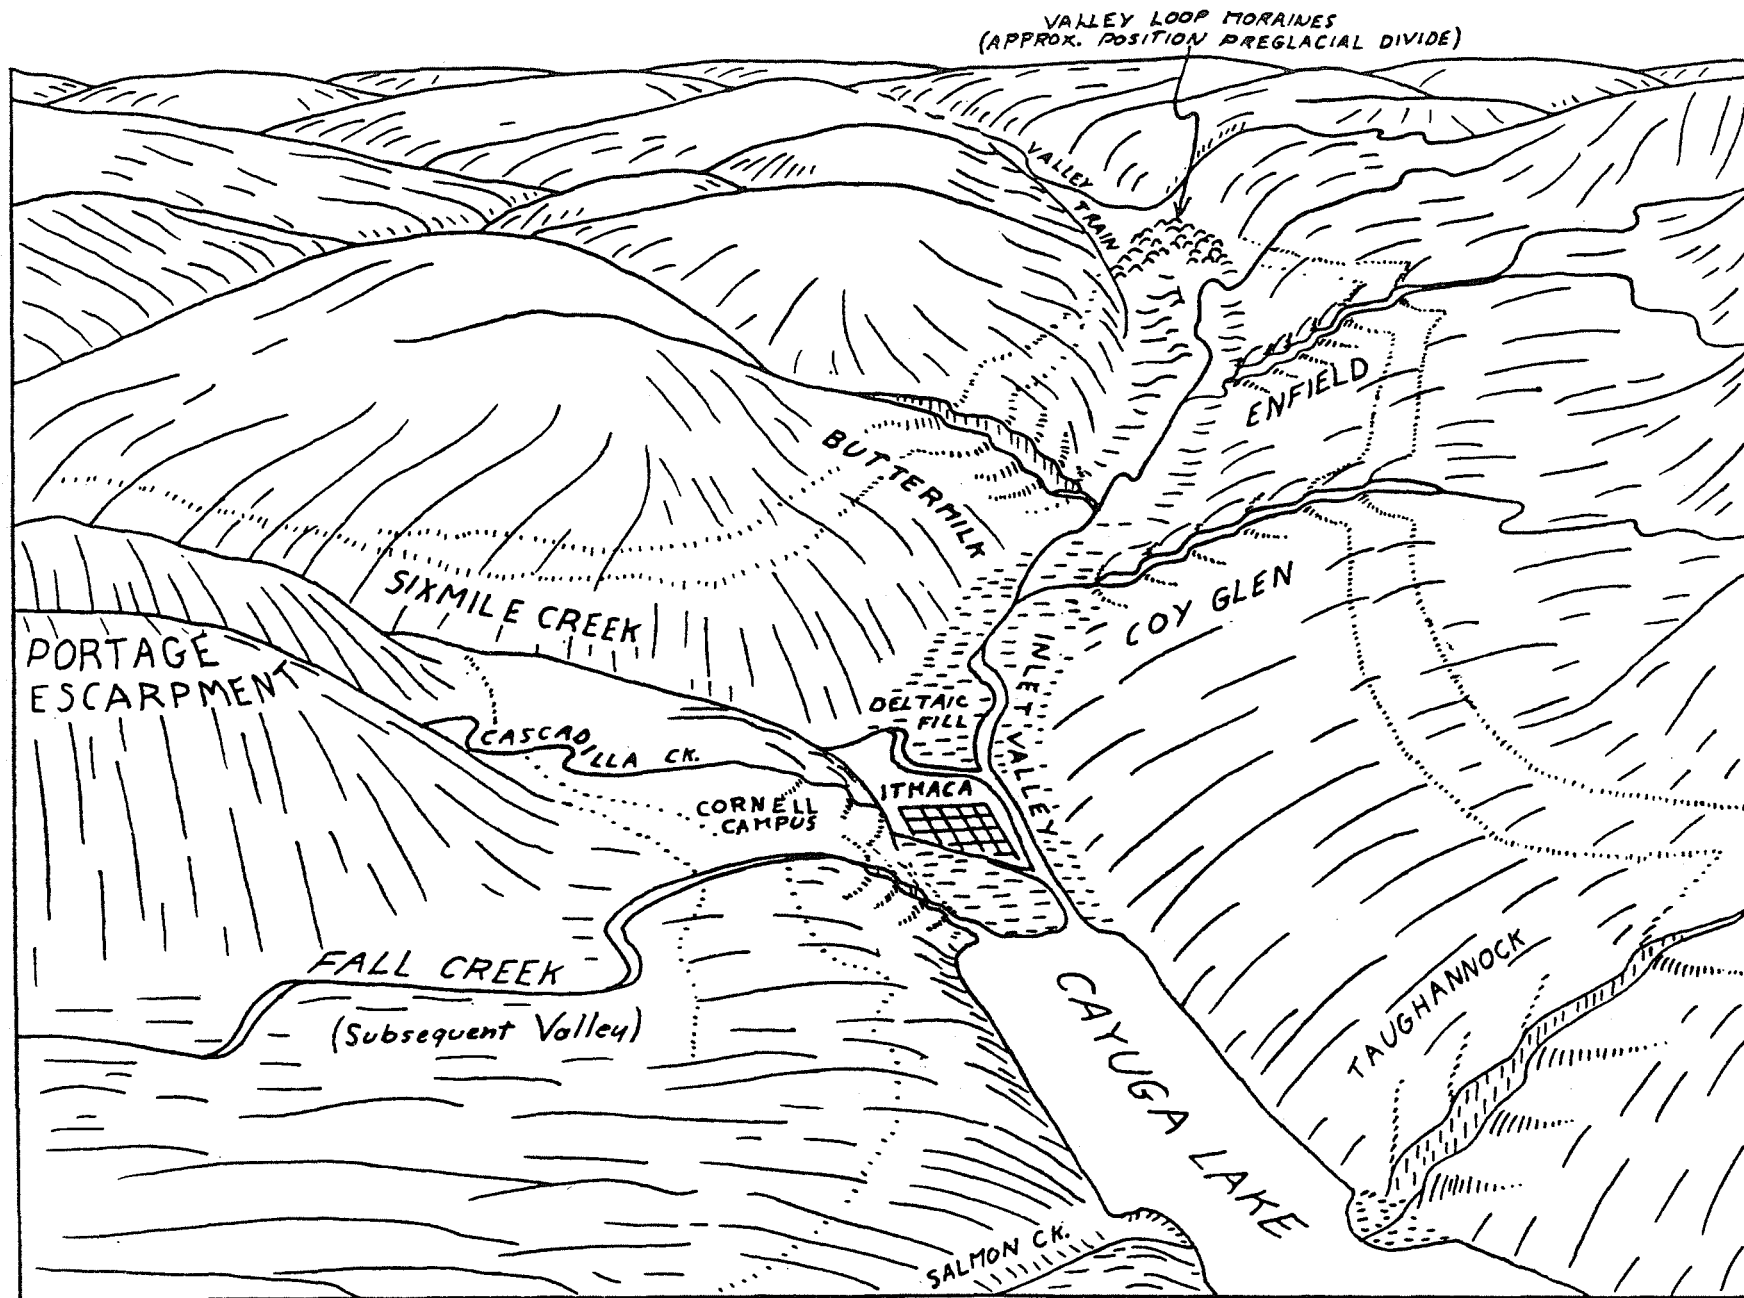 VALLEY LOOP MORAINES
(APPROX. POSITION PREGLACIAL DIVIDE)
VALLEY TRAIN
ENFIELD
BUTTERMILK
SIXMILE CREEK
COY GLEN
PORTAGE
ESCARPMENT
INLET VALLEY
DELTAIC
FILL
CASCADILLA CK.
ITHACA
CORNELL
CAMPUS
FALL CREEK
(Subsequent Valley)
TAUGHANNOCK
CAYUGA LAKE
SALMON CK.